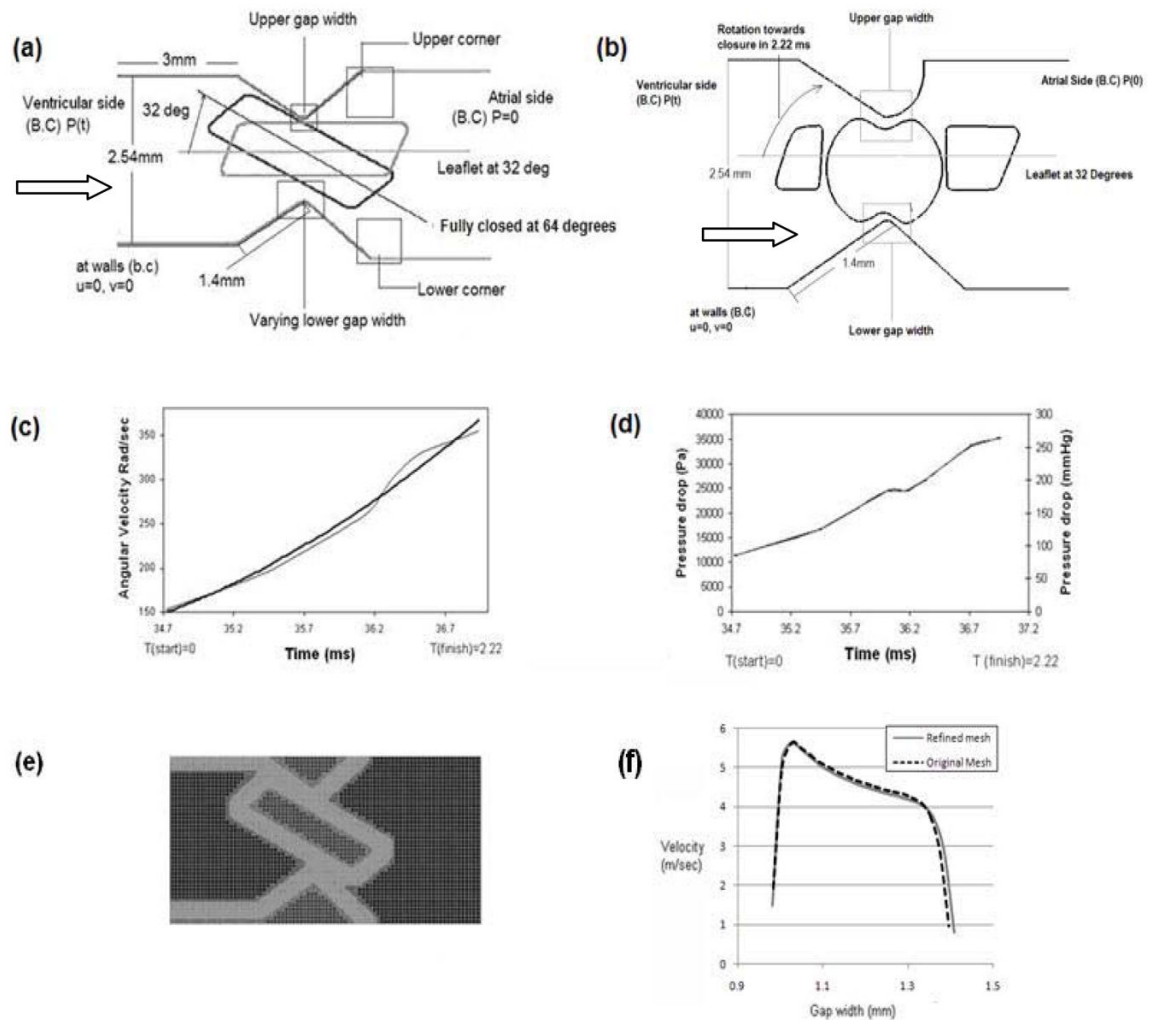 (a)
Upper gap width
Upper corner
3mm
Ventricular side
(B.C) P(t)
32 deg
Atrial side
(B.C) P=0
2.54mm
Leaflet at 32 deg
Fully closed at 64 degrees
at walls (b.c)
u=0, v=0
1.4mm
Lower corner
Varying lower gap width
(b)
Upper gap width
Rotation towards
closure in 2.22 ms
Ventricular side
(B.C) P(t)
Atrial Side (B.C) P(0)
2.54 mm
Leaflet at 32 Degrees
1.4mm
at walls (B.C)
u=0, v=0
Lower gap width
(c)
Angular Velocity Rad/sec
350
300
250
200
150
34.7 35.2 35.7 36.2 36.7
T(start)=0 Time (ms) T(finish)=2.22
(d)
Pressure drop (Pa)
40000
35000
30000
25000
20000
15000
10000
5000
0
300
250
200
150
100
50
0
Pressure drop (mmHg)
34.7 35.2 35.7 36.2 36.7 37.2
T(start)=0 Time (ms) T (finish)=2.22
(e)
(f)
Refined mesh
Original Mesh
6
5
4
3
2
1
0
Velocity
(m/sec)
0.9 1.1 1.3 1.5
Gap width (mm)